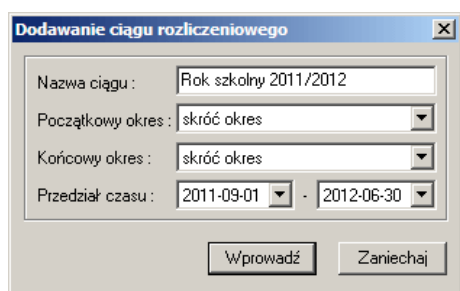 Dodawanie ciągu rozliczeniowego
Nazwa ciągu : Rok szkolny 2011/2012
Początkowy okres : skróć okres
Końcowy okres : skróć okres
Przedział czasu : 2011-09-01 - 2012-06-30
Wprowadź Zaniechaj